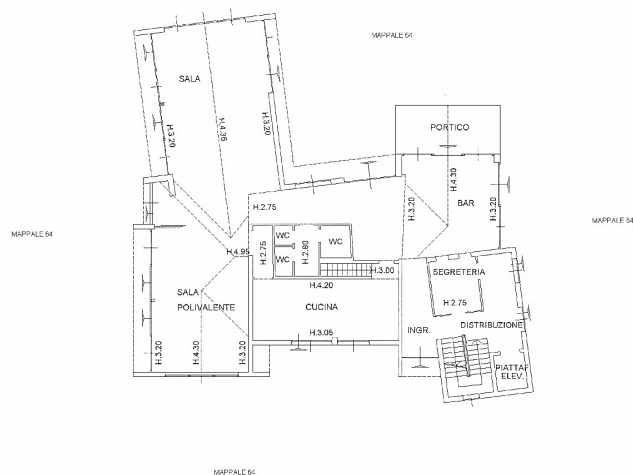 MAPPALE 64
SALA
H.4.35
H.3.20
H.3.20
PORTICO
H.4.30
H.3.20
BAR
H.3.20
H.2.75
MAPPALE 64
MAPPALE 64
WC
WC
WC
H.2.75
H.2.80
H.4.95
H.3.00
SEGRETERIA
H.4.20
SALA
POLIVALENTE
CUCINA
H.2.75
H.3.05
INGR.
DISTRIBUZIONE
H.3.20
H.4.30
H.3.20
PIATTAF.
ELEV.
MAPPALE 64